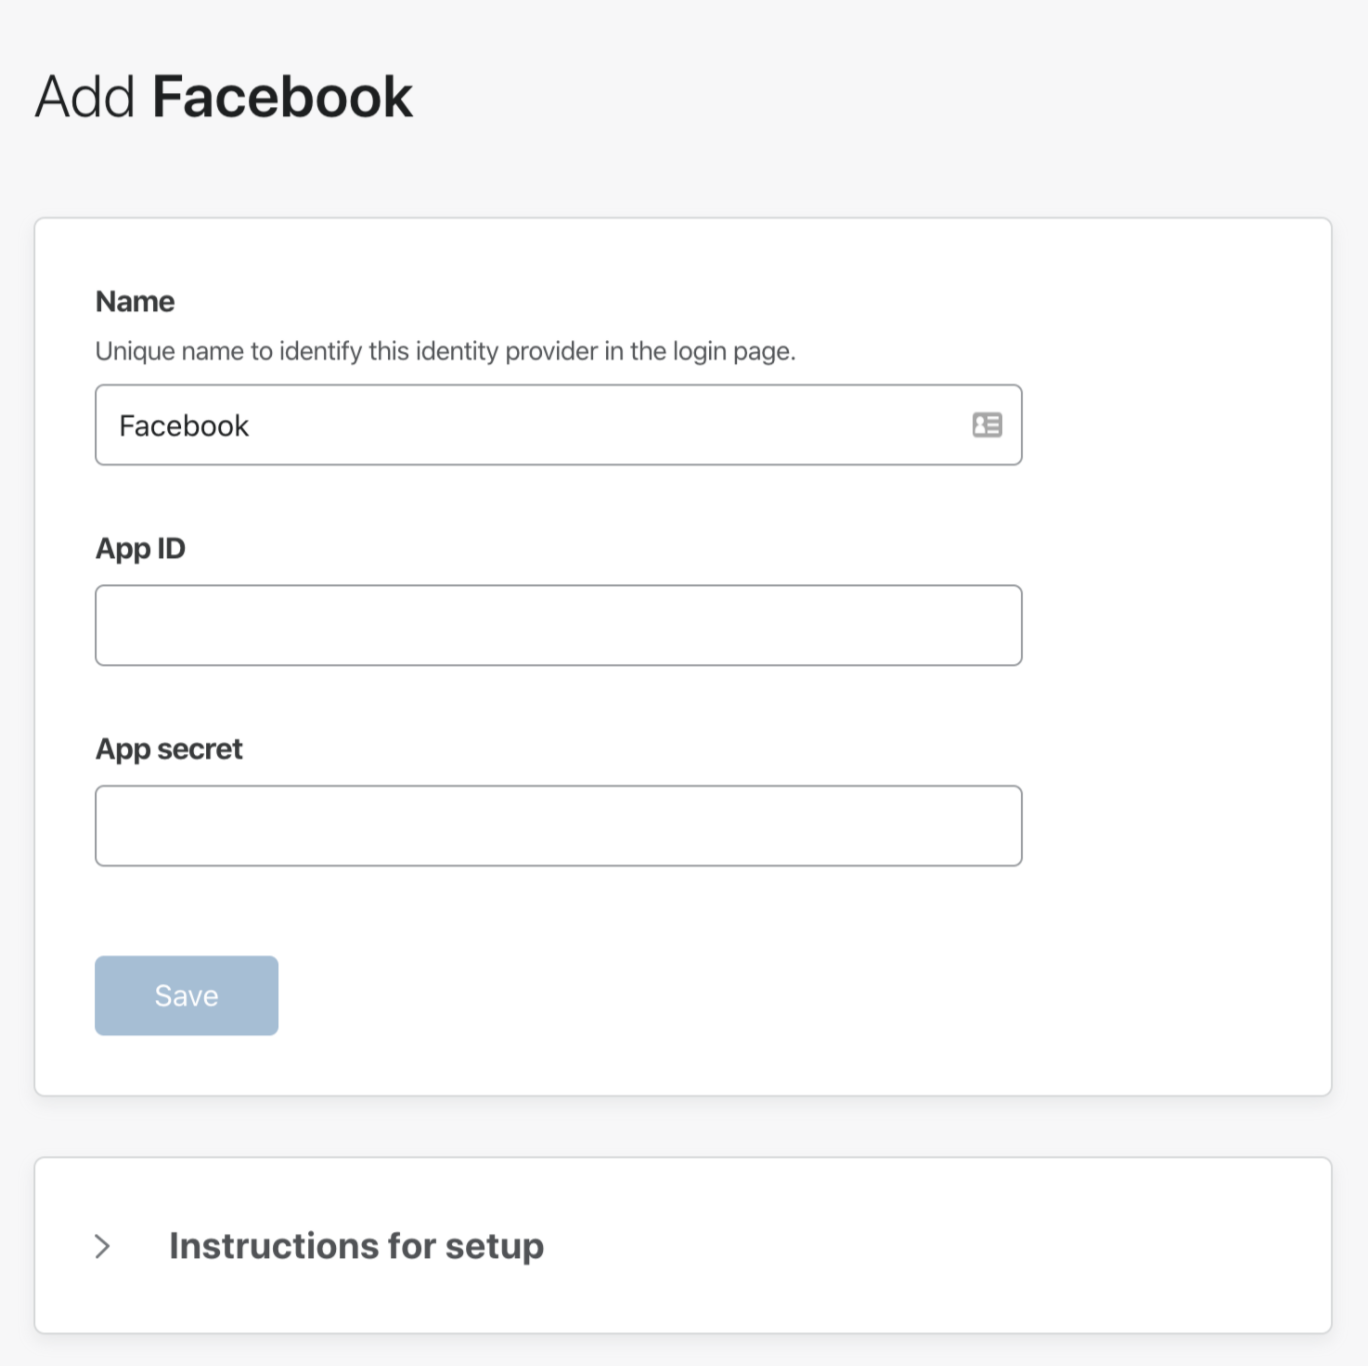 Add Facebook
Name
Unique name to identify this identity provider in the login page.
Facebook
App ID
App secret
Save
Instructions for setup